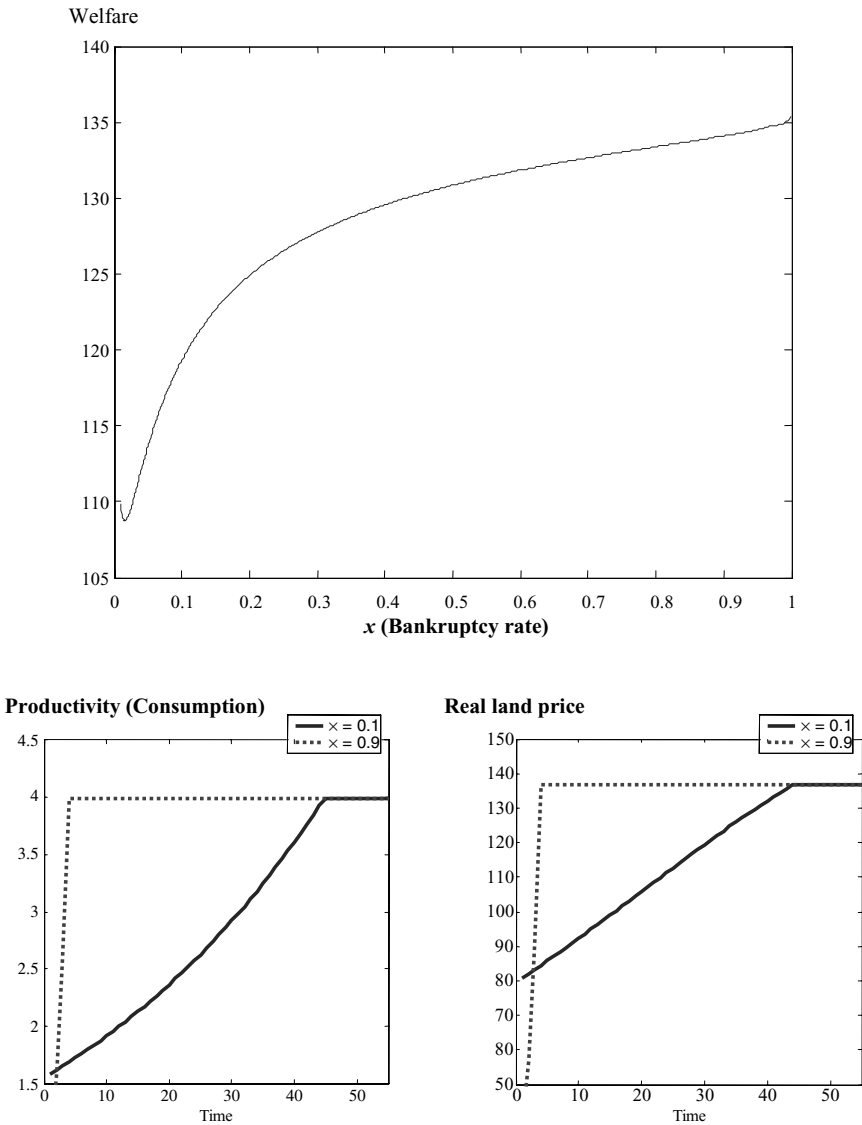 Welfare
140
135
130
125
120
115
110
105
0 0.1 0.2 0.3 0.4 0.5 0.6 0.7 0.8 0.9 1
x (Bankruptcy rate)
Productivity (Consumption)
× = 0.1
× = 0.9
4.5
4
3.5
3
2.5
2
1.5
0 10 20 30 40 50
Time
Real land price
× = 0.1
× = 0.9
150
140
130
120
110
100
90
80
70
80
50
0 10 20 30 40 50
Time